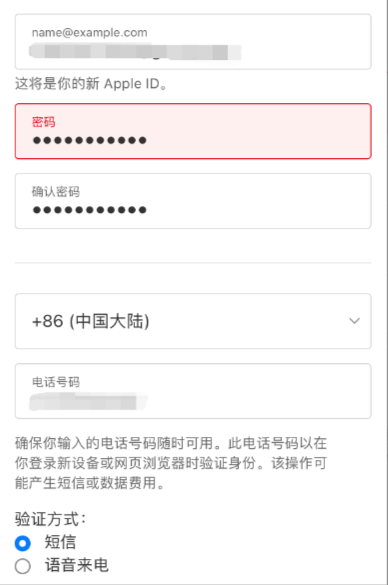 name@example.com
这将是你的新 Apple ID。
密码
●●●●●●●●●●●
确认密码
●●●●●●●●●●●
+86 (中国大陆)
电话号码
确保你输入的电话号码随时可用。此电话号码以在
你登录新设备或网页浏览器时验证身份。该操作可
能产生短信或数据费用。
验证方式：
短信
语音来电